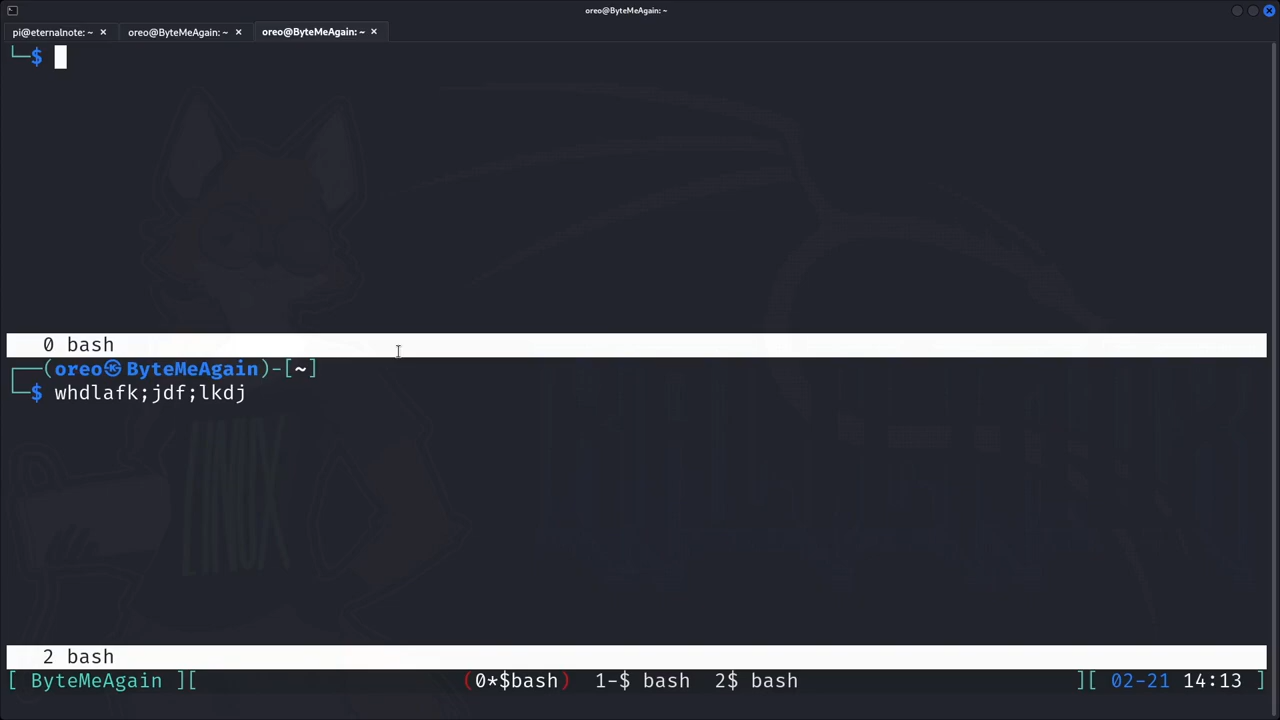 oreo@ByteMeAgain: ~
pi@eternalnote: ~ × oreo@ByteMeAgain: ~ × oreo@ByteMeAgain: ~ ×
└─$
0 bash
┌──(oreo㉿ByteMeAgain)-[~]
└─$ whdlafk;jdf;lkdj
2 bash
[ ByteMeAgain ][ (0*$bash) 1-$ bash 2$ bash ][ 02-21 14:13 ]